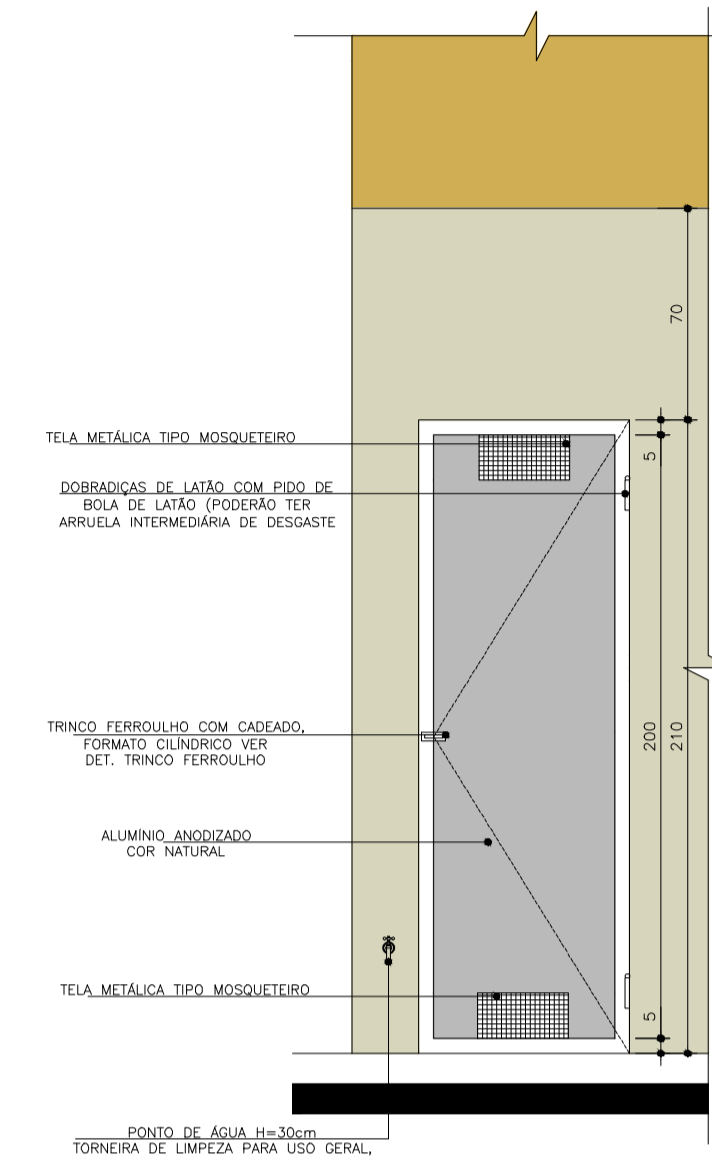 70
TELA METÁLICA TIPO MOSQUETEIRO
5
DOBRADIÇAS DE LATÃO COM PIDO DE
BOLA DE LATÃO (PODERÃO TER
ARRUELA INTERMEDIÁRIA DE DESGASTE
TRINCO FERROULHO COM CADEADO,
FORMATO CILÍNDRICO VER
DET. TRINCO FERROULHO
200
210
ALUMÍNIO ANODIZADO
COR NATURAL
TELA METÁLICA TIPO MOSQUETEIRO
5
PONTO DE ÁGUA H=30cm
TORNEIRA DE LIMPEZA PARA USO GERAL,